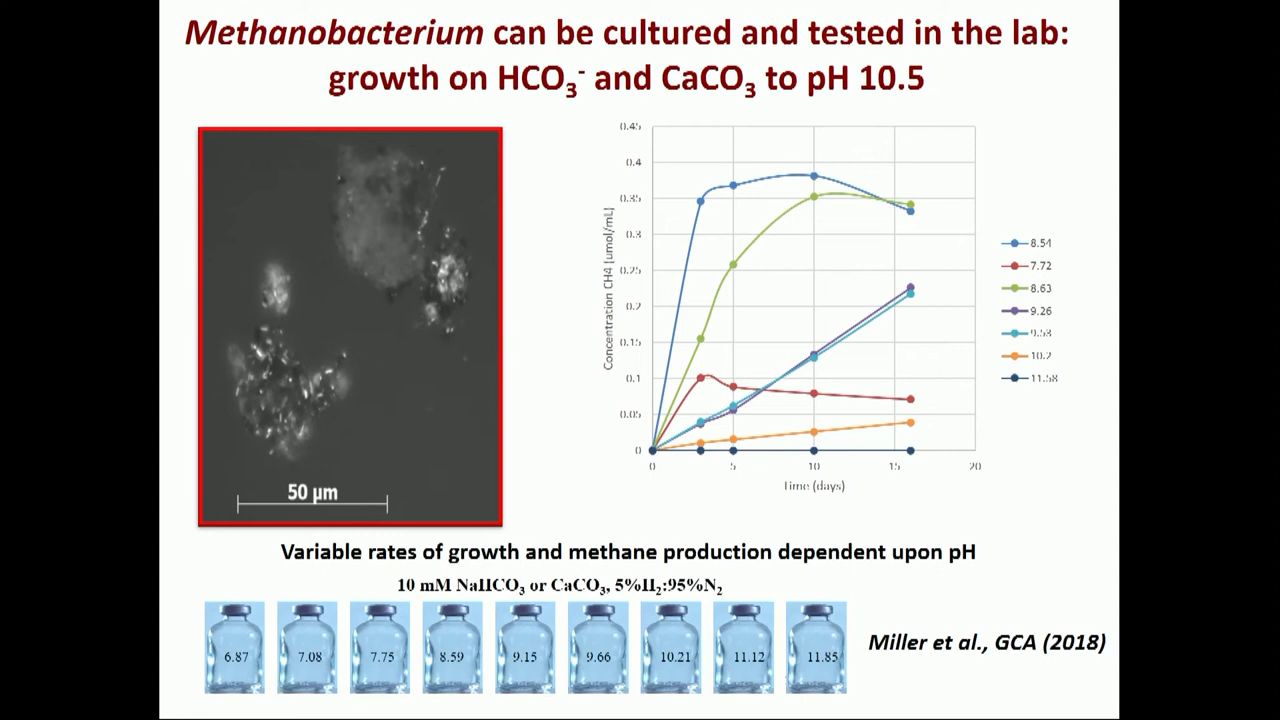 Methanobacterium can be cultured and tested in the lab:
growth on HCO₃⁻ and CaCO₃ to pH 10.5
0.45
0.4
0.35
0.3
0.25
0.2
0.15
0.1
0.05
0
Concentration CH4 [umol/mL]
0 5 10 15 20
Time (days)
8.54
7.72
8.63
9.26
9.53
10.2
11.58
50 µm
Variable rates of growth and methane production dependent upon pH
10 mM NaHCO₃ or CaCO₃, 5%H₂:95%N₂
6.87 7.08 7.75 8.59 9.15 9.66 10.21 11.12 11.85
Miller et al., GCA (2018)